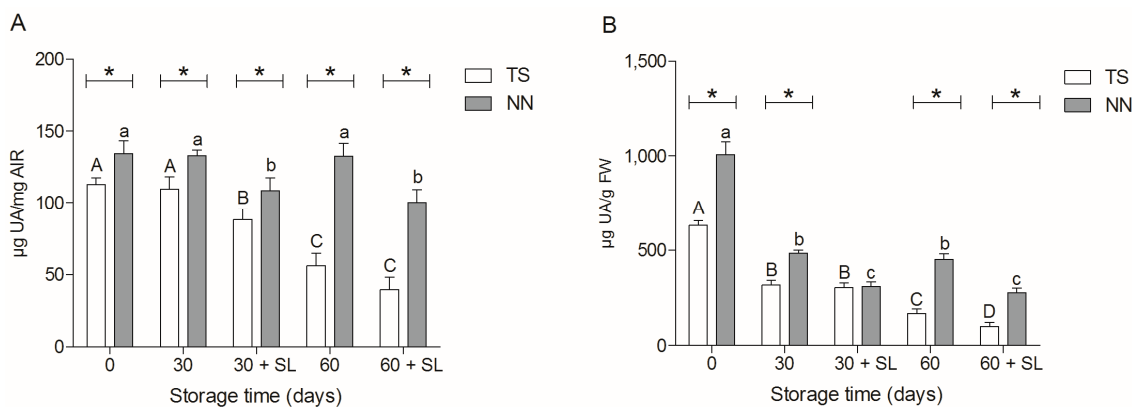 A
µg UA/mg AIR
200
150
100
50
0
* * * * *
A a A a B b C a C b
0 30 30 + SL 60 60 + SL
Storage time (days)
TS
NN
B
µg UA/g FW
1,500
1,000
500
0
* * * *
A a B b B c C b D c
0 30 30 + SL 60 60 + SL
Storage time (days)
TS
NN